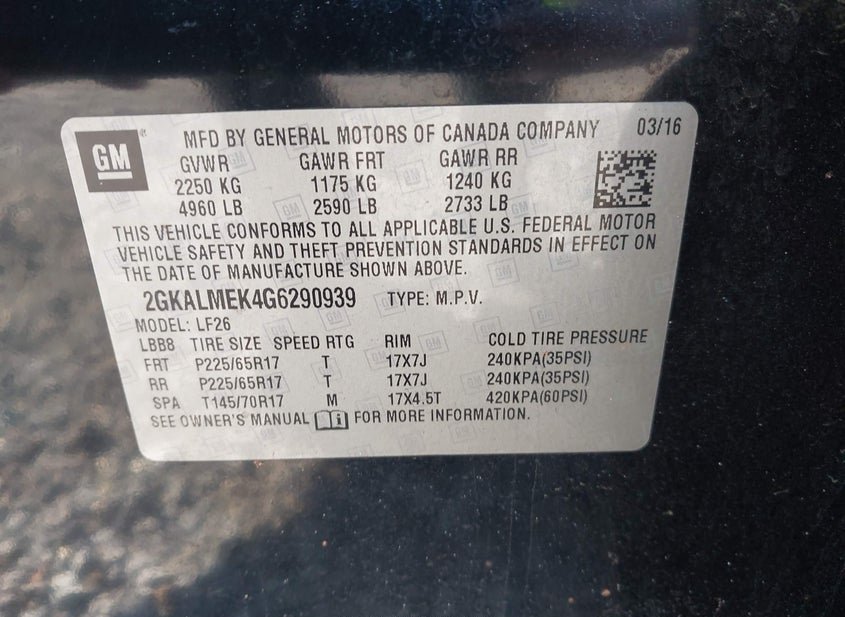 GM MFD BY GENERAL MOTORS OF CANADA COMPANY 03/16
GVWR GAWR FRT GAWR RR
2250 KG 1175 KG 1240 KG
4960 LB 2590 LB 2733 LB
THIS VEHICLE CONFORMS TO ALL APPLICABLE U.S. FEDERAL MOTOR
VEHICLE SAFETY AND THEFT PREVENTION STANDARDS IN EFFECT ON
THE DATE OF MANUFACTURE SHOWN ABOVE.
2GKALMEK4G6290939 TYPE: M.P.V.
MODEL: LF26
LBB8 TIRE SIZE SPEED RTG RIM COLD TIRE PRESSURE
FRT P225/65R17 T 17X7J 240KPA(35PSI)
RR P225/65R17 T 17X7J 240KPA(35PSI)
SPA T145/70R17 M 17X4.5T 420KPA(60PSI)
SEE OWNER'S MANUAL FOR MORE INFORMATION.